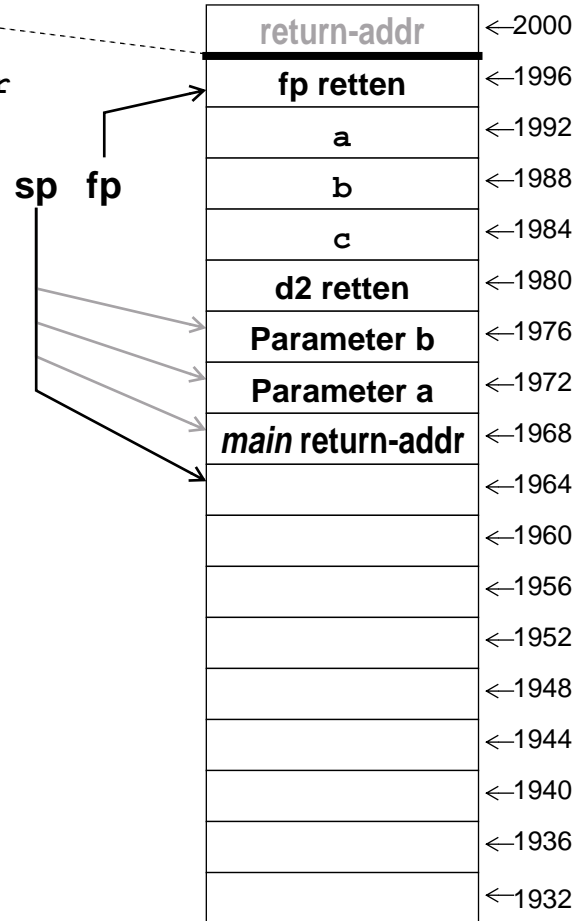 return-addr ←2000
r
fp retten ←1996
a ←1992
sp fp
b ←1988
c ←1984
d2 retten ←1980
Parameter b ←1976
Parameter a ←1972
main return-addr ←1968
←1964
←1960
←1956
←1952
←1948
←1944
←1940
←1936
←1932